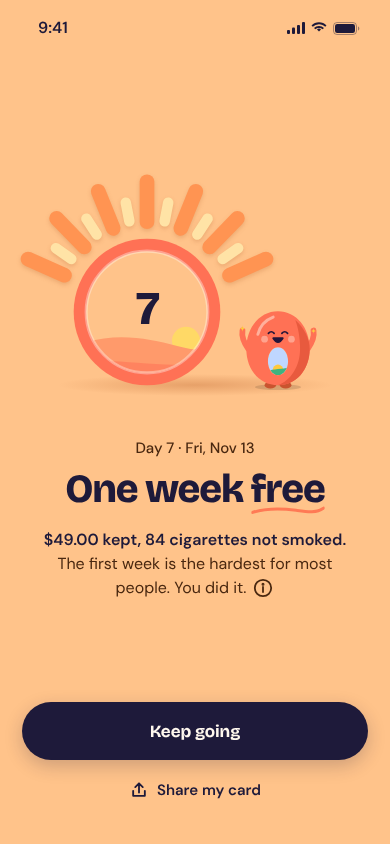 9:41
7
Day 7 · Fri, Nov 13
One week free
$49.00 kept, 84 cigarettes not smoked.
The first week is the hardest for most
people. You did it.
Keep going
Share my card